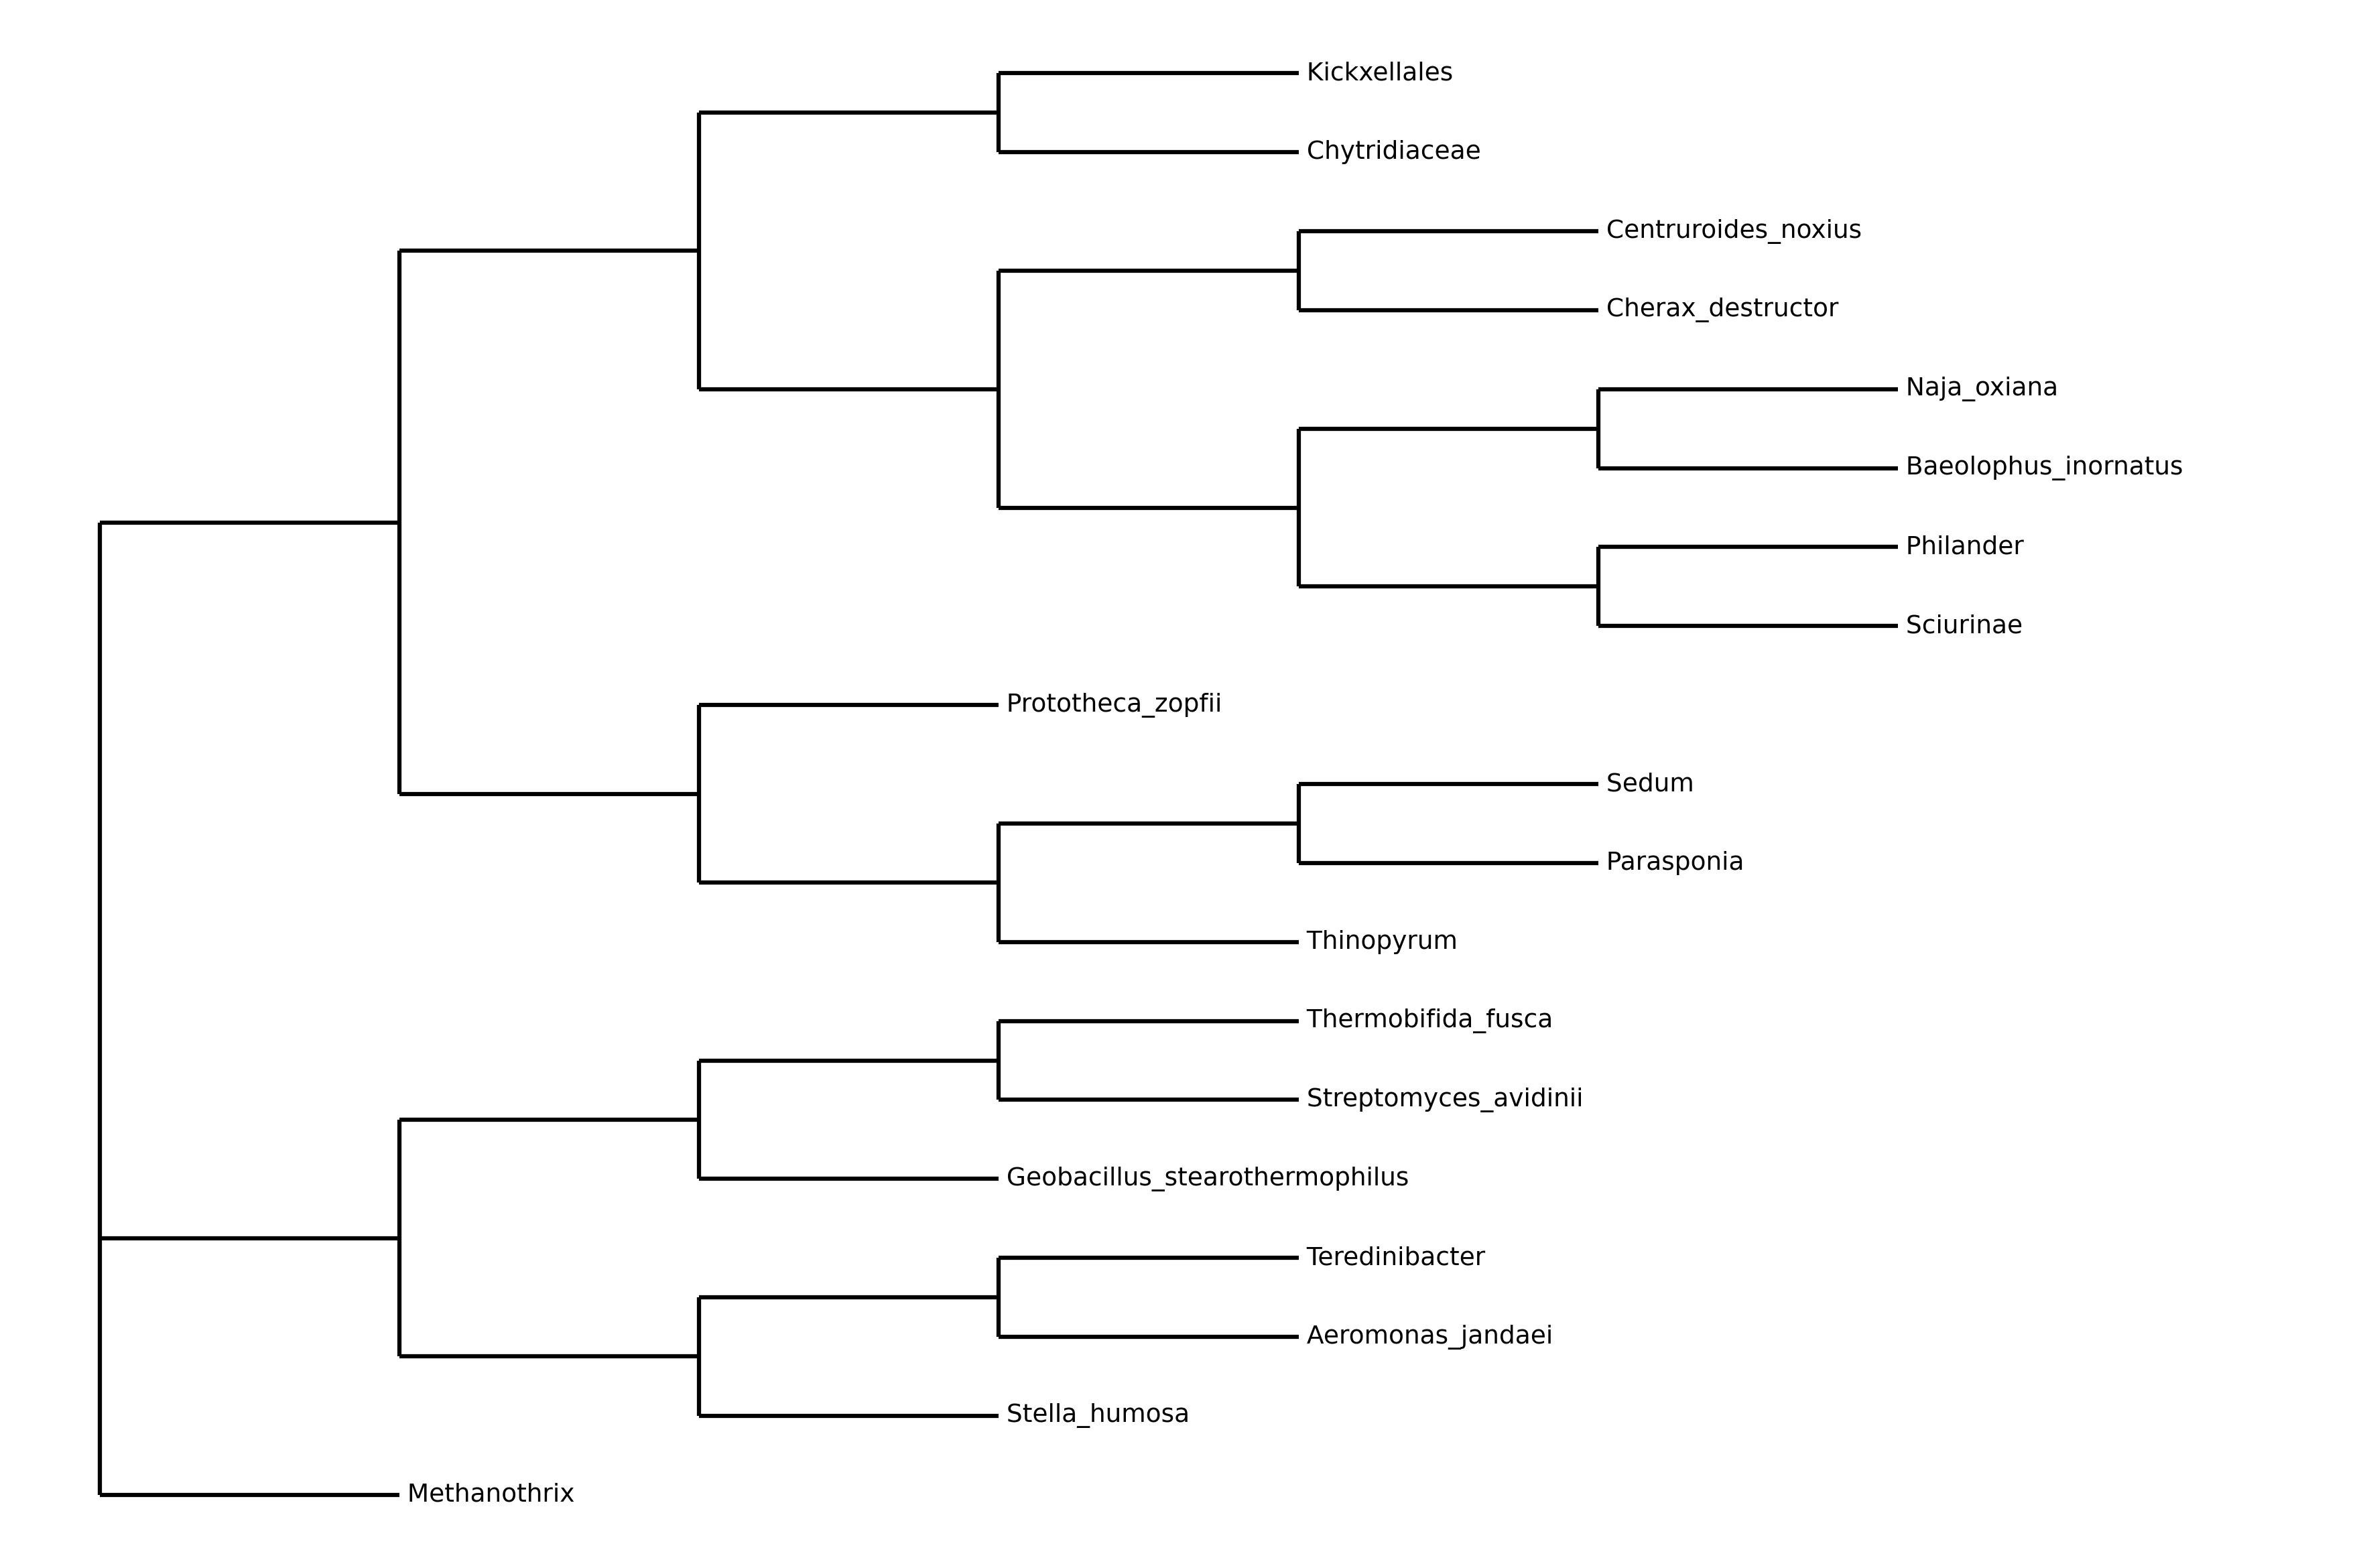 Kickxellales
Chytridiaceae
Centruroides_noxius
Cherax_destructor
Naja_oxiana
Baeolophus_inornatus
Philander
Sciurinae
Prototheca_zopfii
Sedum
Parasponia
Thinopyrum
Thermobifida_fusca
Streptomyces_avidinii
Geobacillus_stearothermophilus
Teredinibacter
Aeromonas_jandaei
Stella_humosa
Methanothrix